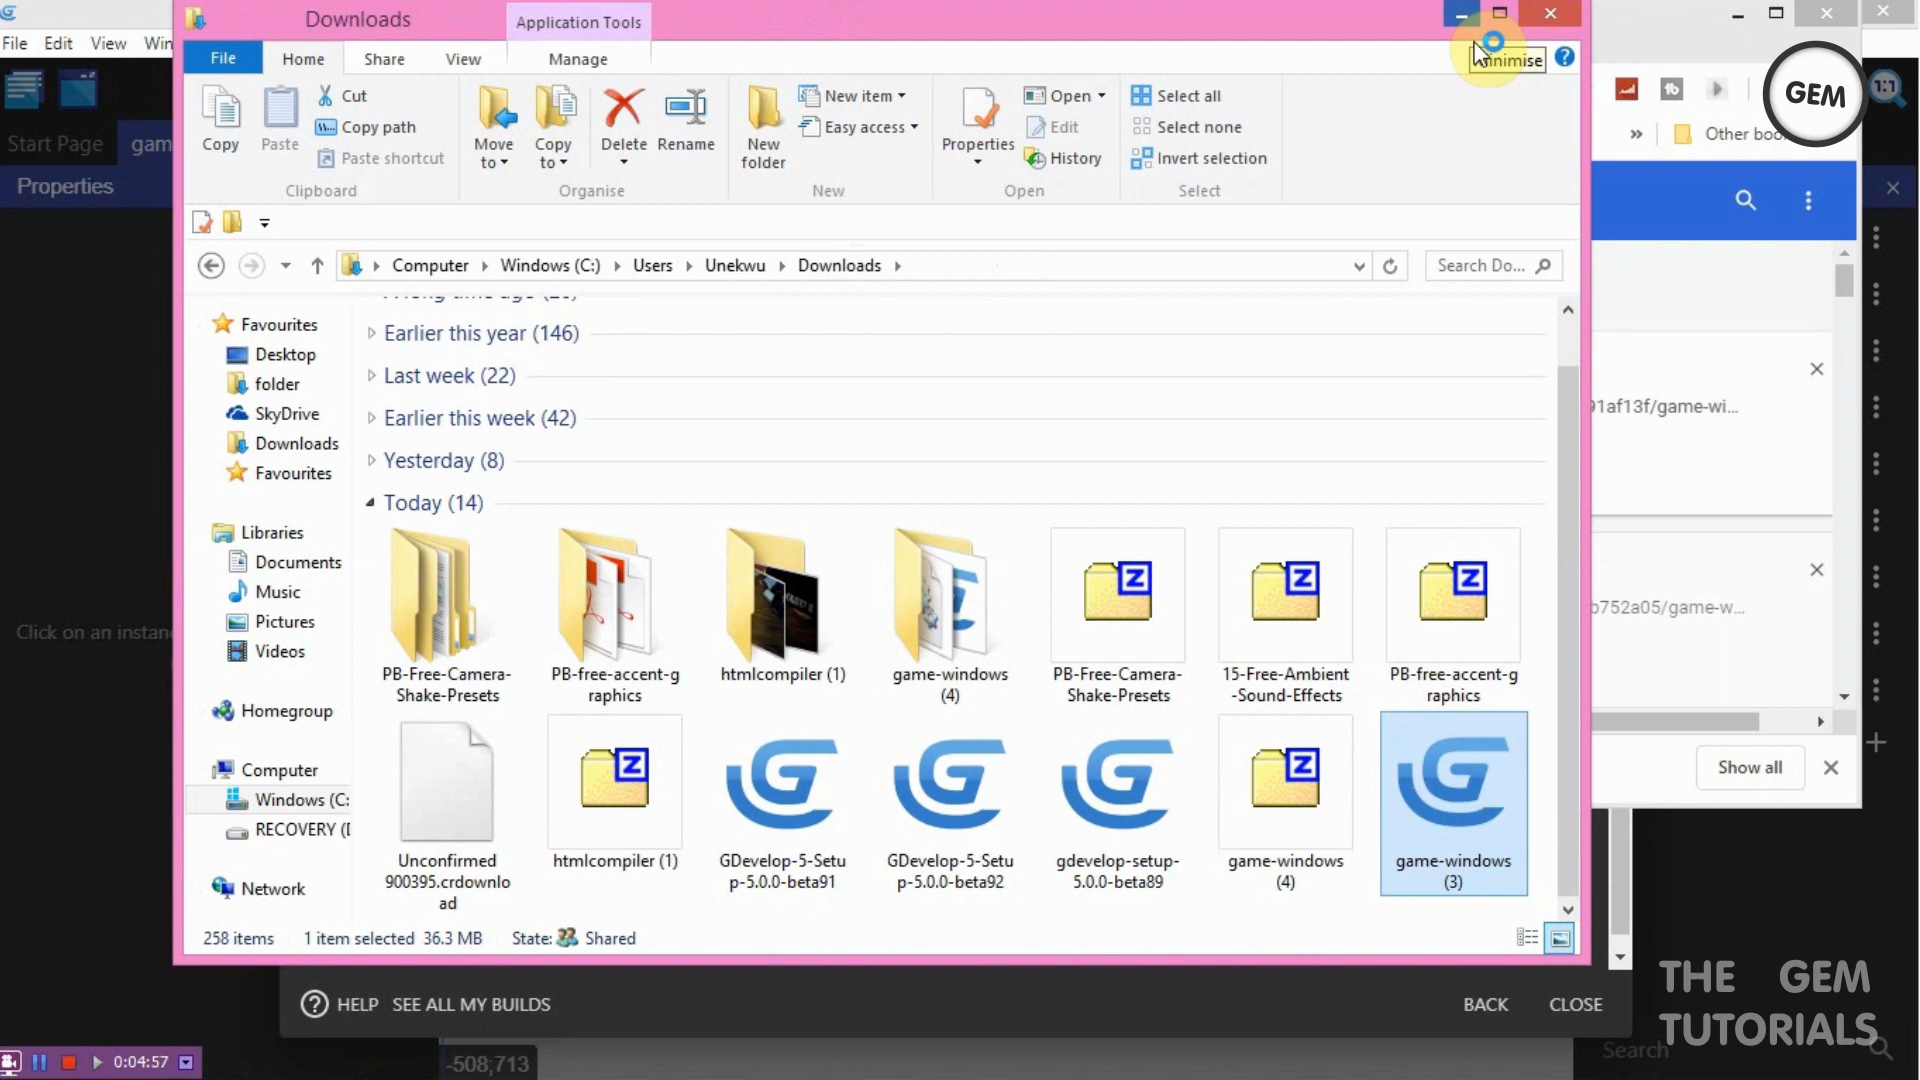 Downloads
Application Tools
File Edit View Win
File
Home
Share
View
Manage
Minimise
Copy
Paste
Cut
Copy path
Paste shortcut
Clipboard
Move to
Copy to
Delete
Rename
Organise
New folder
New item
Easy access
New
Properties
Open
Edit
History
Open
Select all
Select none
Invert selection
Select
GEM
1:1
Other boo
Start Page
gam
Properties
Computer
Windows (C:)
Users
Unekwu
Downloads
Search Do...
Favourites
Desktop
folder
SkyDrive
Downloads
Favourites
Libraries
Documents
Music
Pictures
Videos
Homegroup
Computer
Windows (C:
RECOVERY (D
Network
Click on an instan
Earlier this year (146)
Last week (22)
Earlier this week (42)
Yesterday (8)
Today (14)
PB-Free-Camera-
Shake-Presets
PB-free-accent-g
raphics
htmlcompiler (1)
game-windows
(4)
PB-Free-Camera-
Shake-Presets
15-Free-Ambient
-Sound-Effects
PB-free-accent-g
raphics
Unconfirmed
900395.crdownlo
ad
htmlcompiler (1)
GDevelop-5-Setu
p-5.0.0-beta91
GDevelop-5-Setu
p-5.0.0-beta92
gdevelop-setup-
5.0.0-beta89
game-windows
(4)
game-windows
(3)
91af13f/game-wi...
b752a05/game-w...
Show all
258 items 1 item selected 36.3 MB State: Shared
HELP SEE ALL MY BUILDS
BACK CLOSE
THE GEM
TUTORIALS
Search
0:04:57
-508;713